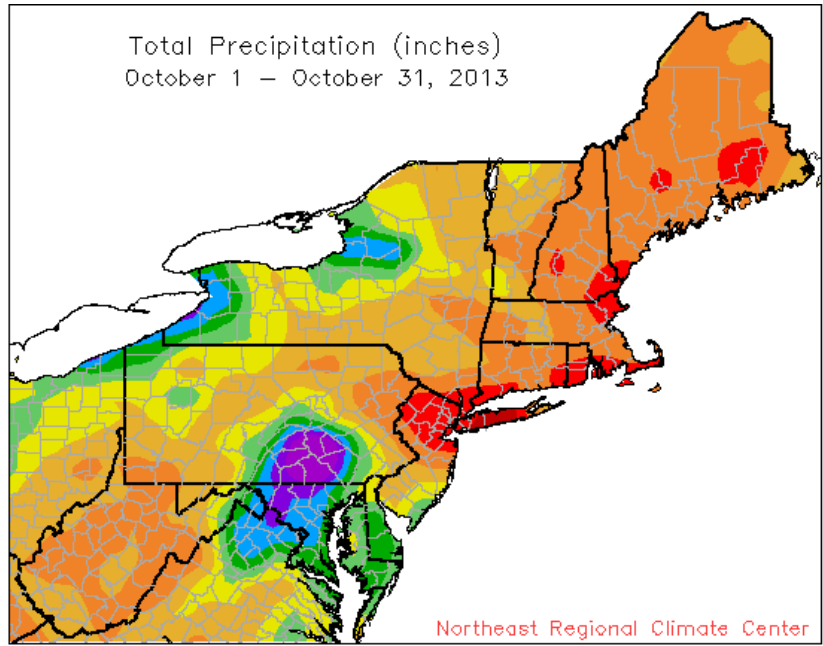 Total Precipitation (inches)
October 1 – October 31, 2013
Northeast Regional Climate Center